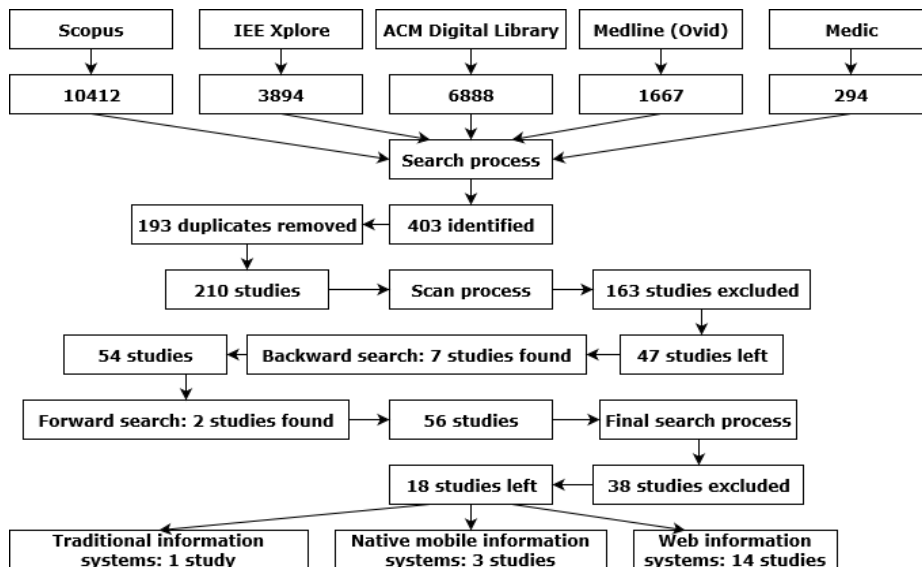 Scopus
IEE Xplore
ACM Digital Library
Medline (Ovid)
Medic
10412
3894
6888
1667
294
Search process
193 duplicates removed
403 identified
210 studies
Scan process
163 studies excluded
54 studies
Backward search: 7 studies found
47 studies left
Forward search: 2 studies found
56 studies
Final search process
18 studies left
38 studies excluded
Traditional information
systems: 1 study
Native mobile information
systems: 3 studies
Web information
systems: 14 studies